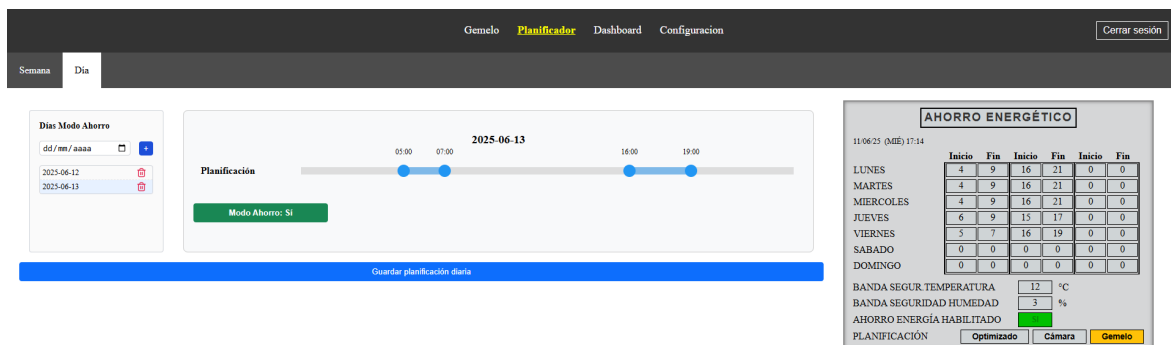 Gemelo Planificador Dashboard Configuracion Cerrar sesión
Semana Día
Días Modo Ahorro
dd/mm/aaaa +
2025-06-12
2025-06-13
2025-06-13
05:00 07:00 16:00 19:00
Planificación
Modo Ahorro: Sí
Guardar planificación diaria
AHORRO ENERGÉTICO
11/06/25 (MIÉ) 17:14
Inicio Fin Inicio Fin Inicio Fin
LUNES 4 9 16 21 0 0
MARTES 4 9 16 21 0 0
MIERCOLES 4 9 16 21 0 0
JUEVES 6 9 15 17 0 0
VIERNES 5 7 16 19 0 0
SABADO 0 0 0 0 0 0
DOMINGO 0 0 0 0 0 0
BANDA SEGUR.TEMPERATURA 12 °C
BANDA SEGURIDAD HUMEDAD 3 %
AHORRO ENERGÍA HABILITADO
PLANIFICACIÓN Optimizado Cámara Gemelo